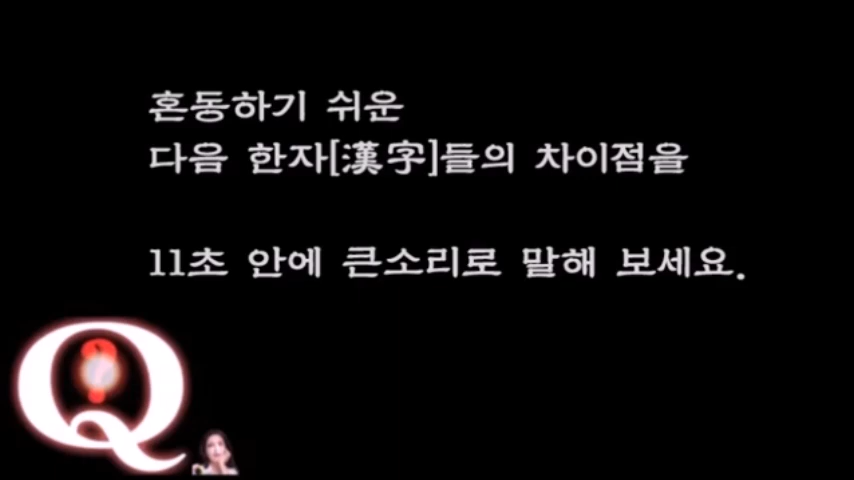 혼동하기 쉬운
다음 한자[漢字]들의 차이점을
11초 안에 큰소리로 말해 보세요.
Q